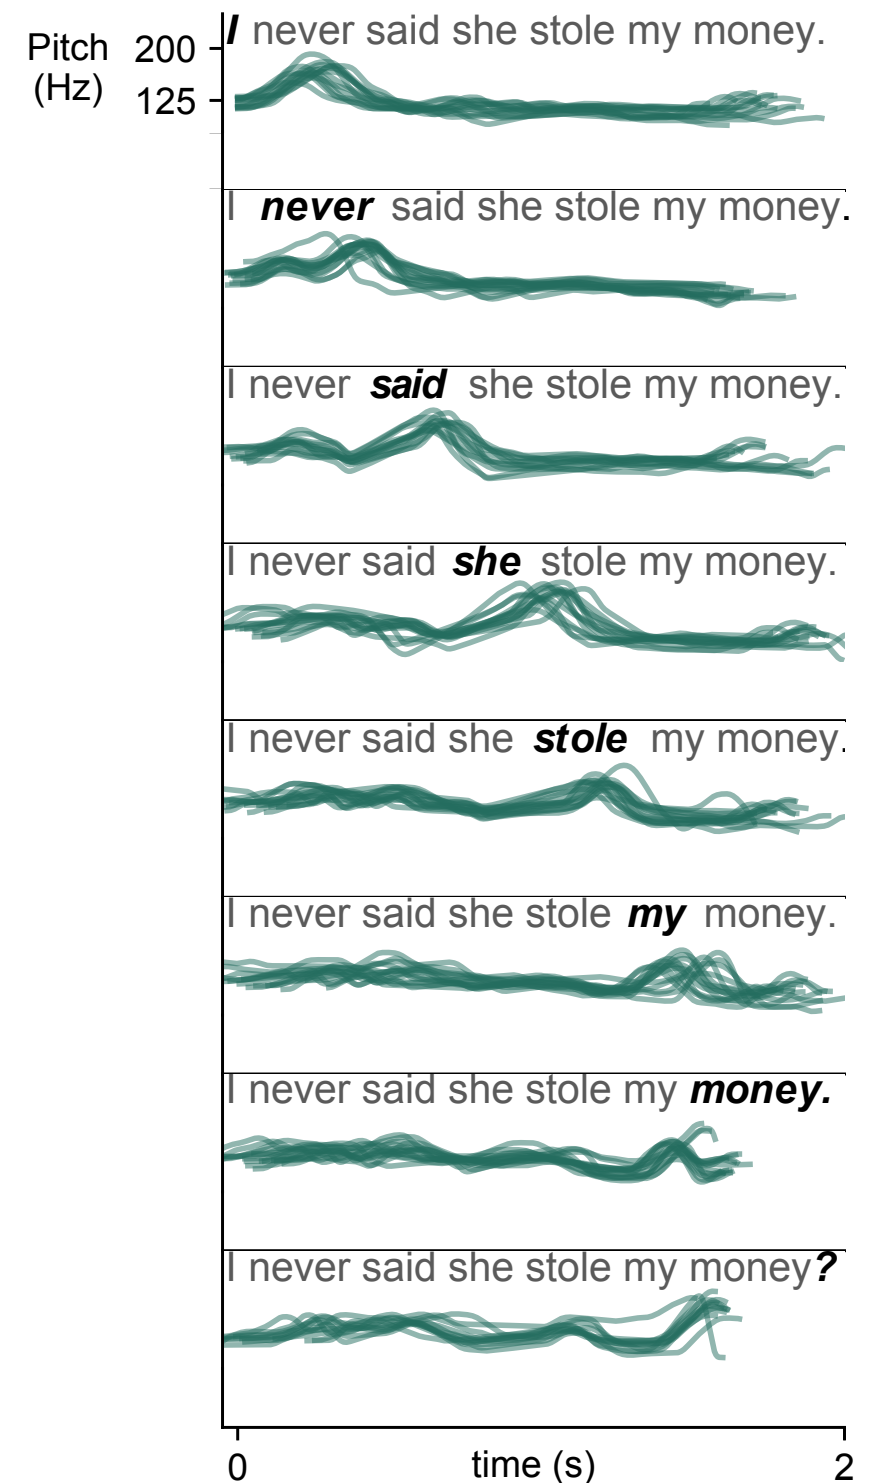 I never said she stole my money.
Pitch (Hz)
200
125
I never said she stole my money.
I never said she stole my money.
I never said she stole my money.
I never said she stole my money.
I never said she stole my money.
I never said she stole my money.
I never said she stole my money?
0
time (s)
2